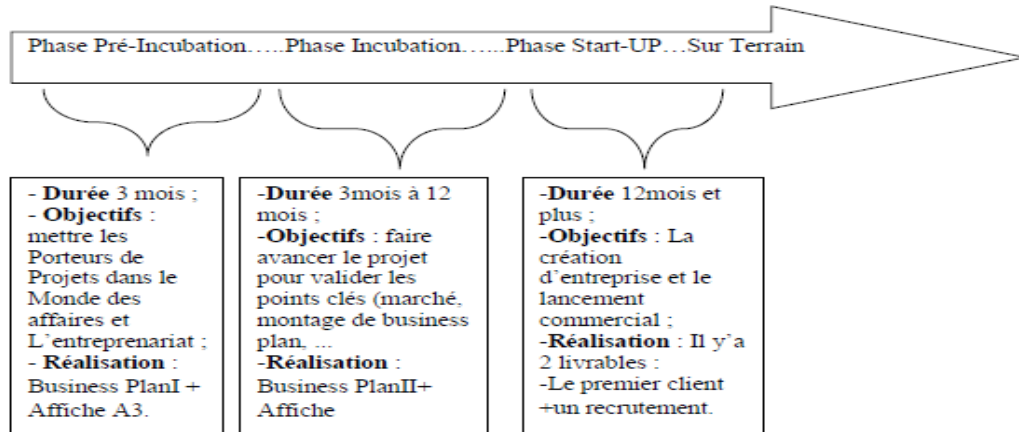 Phase Pré-Incubation…..Phase Incubation…...Phase Start-UP…Sur Terrain
- Durée 3 mois ;
- Objectifs :
mettre les
Porteurs de
Projets dans le
Monde des
affaires et
L'entreprenariat ;
- Réalisation :
Business PlanI +
Affiche A3.
-Durée 3mois à 12
mois ;
-Objectifs : faire
avancer le projet
pour valider les
points clés (marché,
montage de business
plan, ...
-Réalisation :
Business PlanII+
Affiche
-Durée 12mois et
plus ;
-Objectifs : La
création
d'entreprise et le
lancement
commercial ;
-Réalisation : Il y'a
2 livrables :
-Le premier client
+un recrutement.